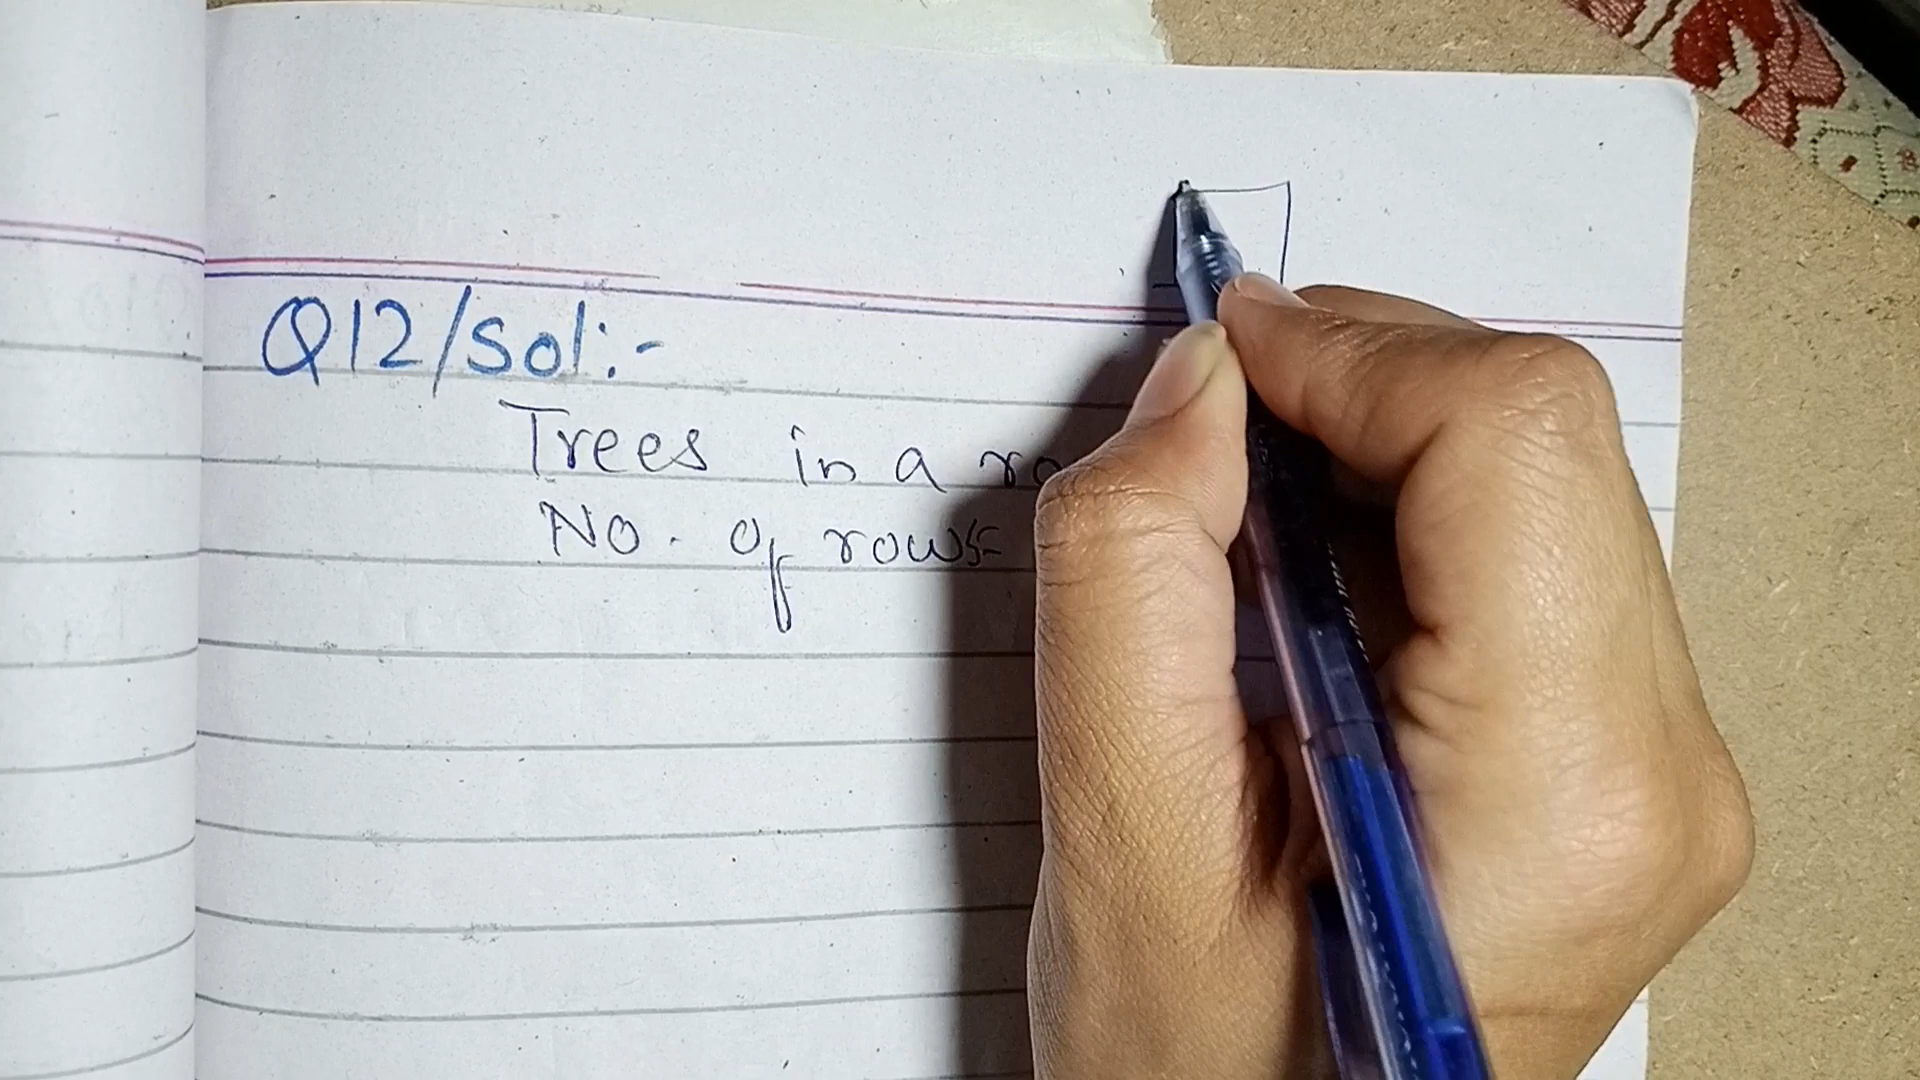 Q12/Sol:-
Trees in a
No. of rows=